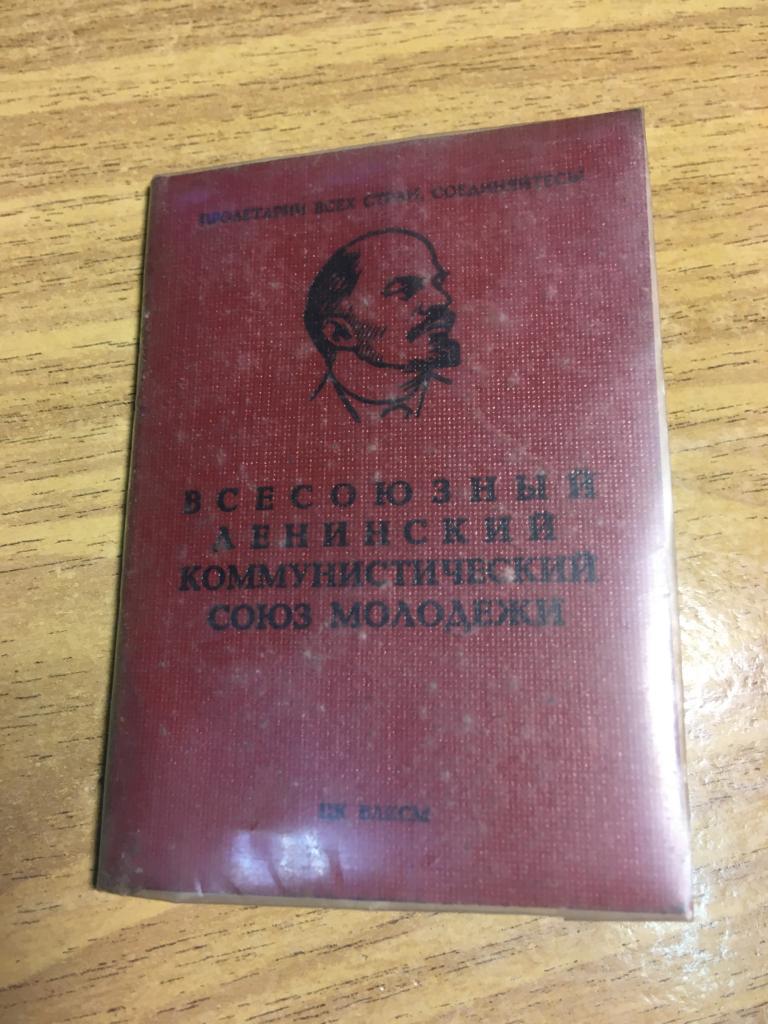 ПРОЛЕТАРИИ ВСЕХ СТРАН, СОЕДИНЯЙТЕСЬ!
ВСЕСОЮЗНЫЙ
ЛЕНИНСКИЙ
КОММУНИСТИЧЕСКИЙ
СОЮЗ МОЛОДЕЖИ
ЦК ВЛКСМ